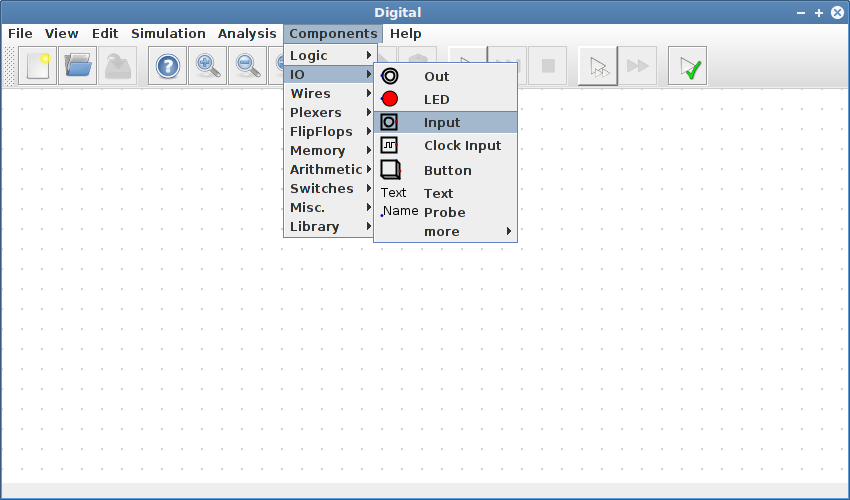 Digital
File View Edit Simulation Analysis Components Help
Logic
IO
Wires
Plexers
FlipFlops
Memory
Arithmetic
Switches
Misc.
Library
Out
LED
Input
Clock Input
Button
Text Text
Name Probe
more